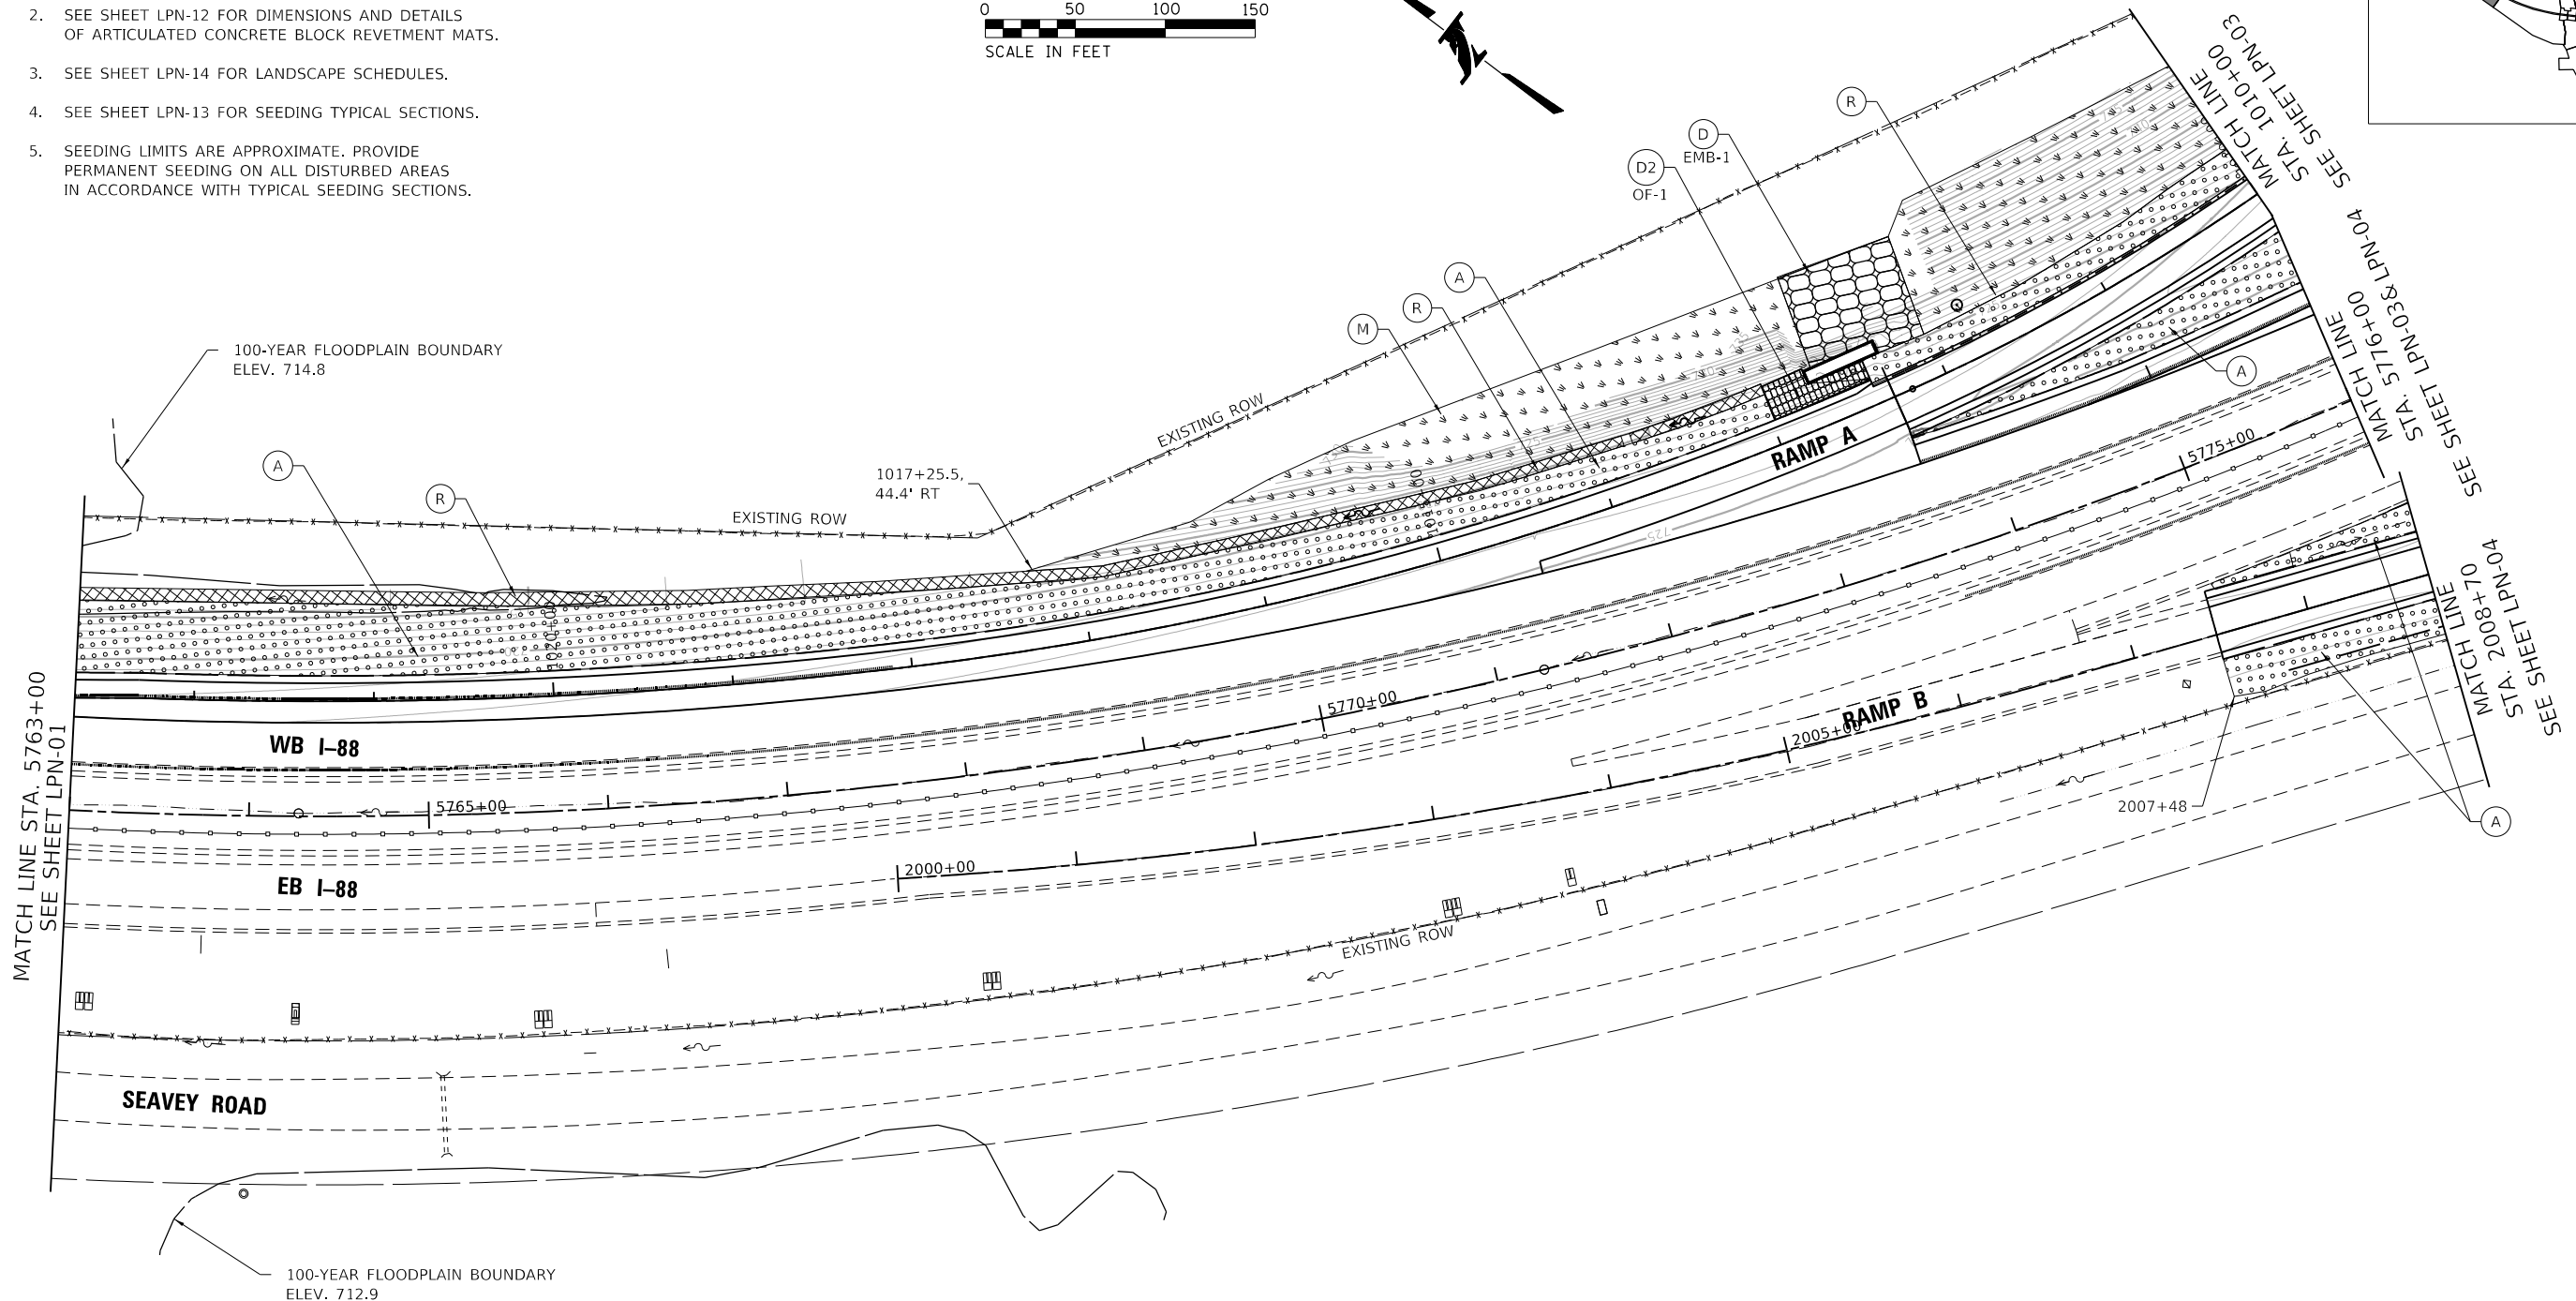 2. SEE SHEET LPN-12 FOR DIMENSIONS AND DETAILS
OF ARTICULATED CONCRETE BLOCK REVETMENT MATS.
3. SEE SHEET LPN-14 FOR LANDSCAPE SCHEDULES.
4. SEE SHEET LPN-13 FOR SEEDING TYPICAL SECTIONS.
5. SEEDING LIMITS ARE APPROXIMATE. PROVIDE
PERMANENT SEEDING ON ALL DISTURBED AREAS
IN ACCORDANCE WITH TYPICAL SEEDING SECTIONS.
0 50 100 150
SCALE IN FEET
R
D
EMB-1
D2
OF-1
A
R
M
MATCH LINE
STA. 1010+00
SEE SHEET LPN-03
MATCH LINE
STA. 5776+00
SEE SHEET LPN-03& LPN-04
A
100-YEAR FLOODPLAIN BOUNDARY
ELEV. 714.8
EXISTING ROW
A
R
EXISTING ROW
1017+25.5,
44.4' RT
RAMP A
5775+00
725
1020+00
MATCH LINE
STA. 2008+70
SEE SHEET LPN-04
MATCH LINE STA. 5763+00
SEE SHEET LPN-01
WB I-88
5770+00
RAMP B
2005+00
5765+00
2007+48
A
2000+00
EB I-88
EXISTING ROW
SEAVEY ROAD
100-YEAR FLOODPLAIN BOUNDARY
ELEV. 712.9